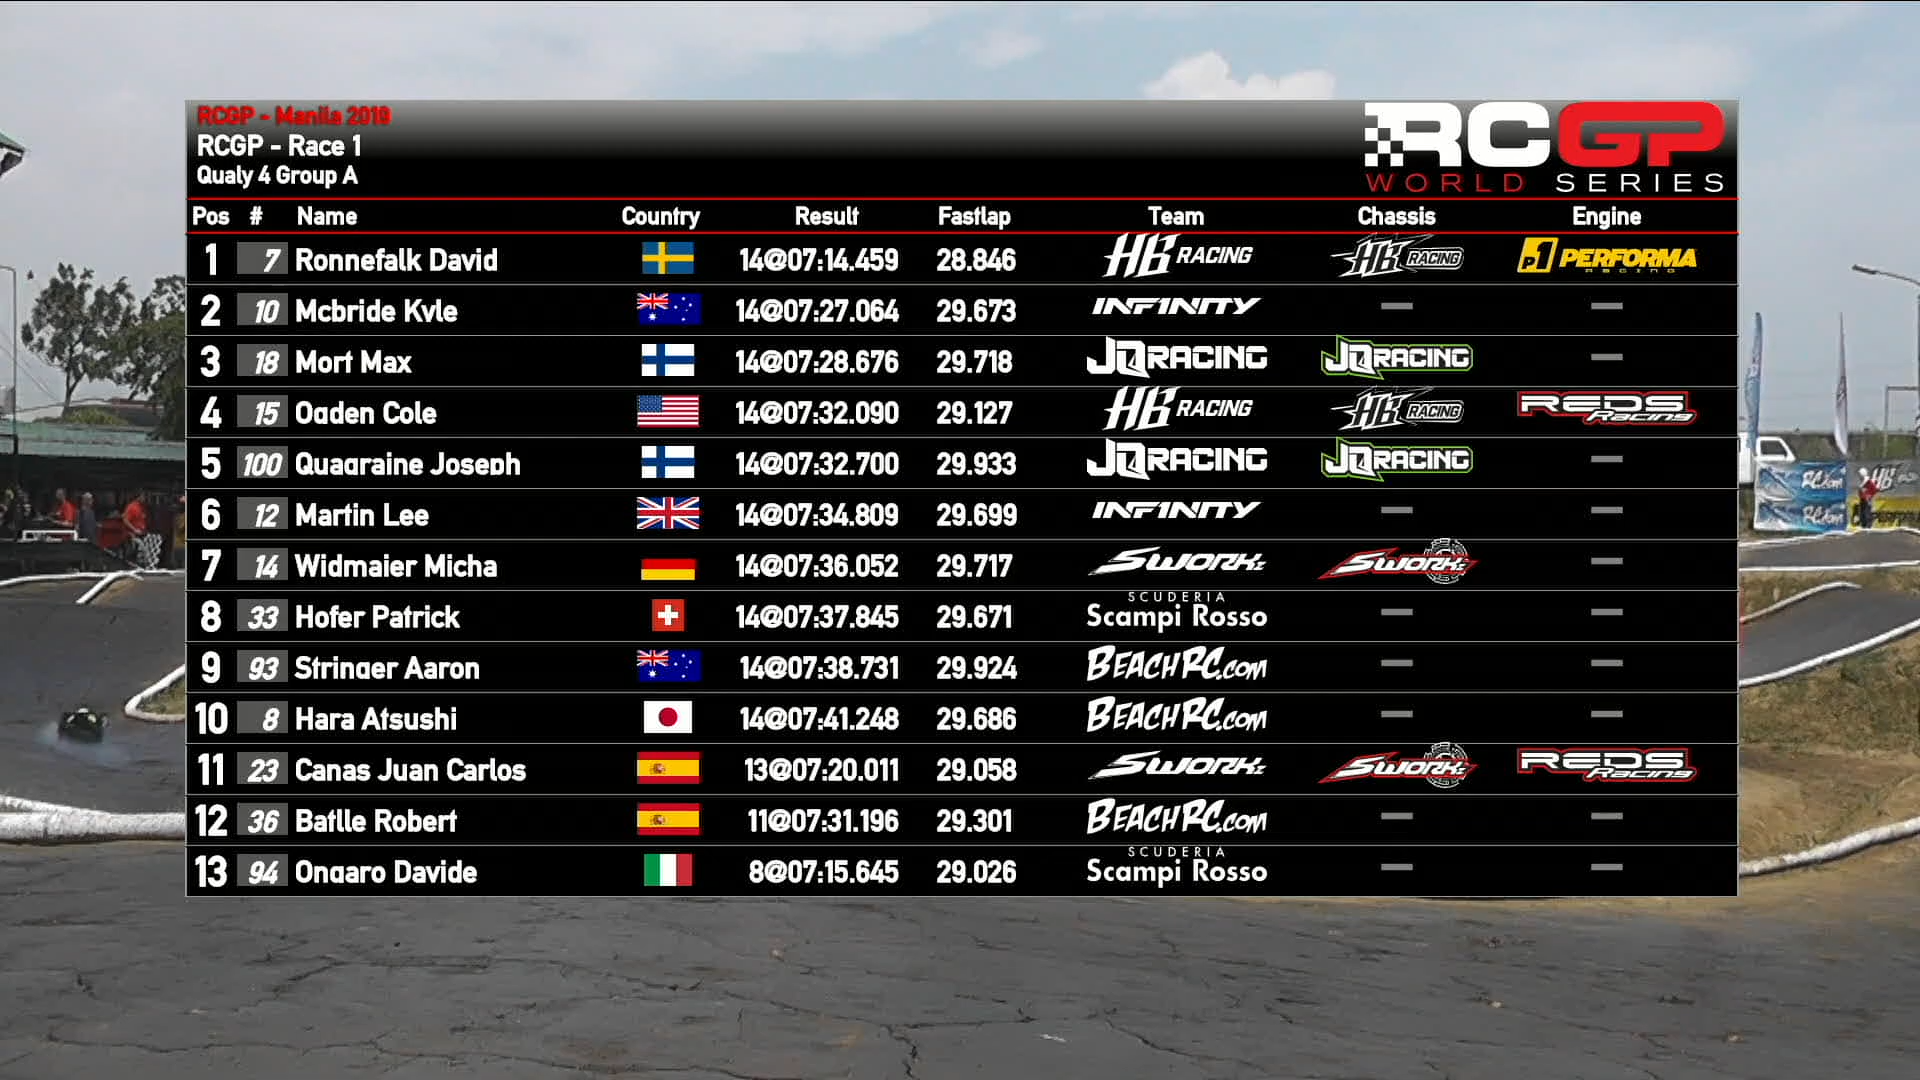 RCGP - Manila 2019
RCGP - Race 1
Qualy 4 Group A
RCGP
WORLD SERIES
Pos # Name Country Result Fastlap Team Chassis Engine
1 7 Ronnefalk David 14@07:14.459 28.846 HB RACING HB RACING P1 PERFORMA RACING
2 10 Mcbride Kyle 14@07:27.064 29.673 INFINITY — —
3 18 Mort Max 14@07:28.676 29.718 JQRACING JQRACING —
4 15 Ogden Cole 14@07:32.090 29.127 HB RACING HB RACING REDS Racing
5 100 Quagraine Joseph 14@07:32.700 29.933 JQRACING JQRACING —
6 12 Martin Lee 14@07:34.809 29.699 INFINITY — —
7 14 Widmaier Micha 14@07:36.052 29.717 SWORKz SWORKz —
8 33 Hofer Patrick 14@07:37.845 29.671 SCUDERIA Scampi Rosso — —
9 93 Stringer Aaron 14@07:38.731 29.924 BEACHRC.COM — —
10 8 Hara Atsushi 14@07:41.248 29.686 BEACHRC.COM — —
11 23 Canas Juan Carlos 13@07:20.011 29.058 SWORKz SWORKz REDS Racing
12 36 Batlle Robert 11@07:31.196 29.301 BEACHRC.COM — —
13 94 Ongaro Davide 8@07:15.645 29.026 SCUDERIA Scampi Rosso — —